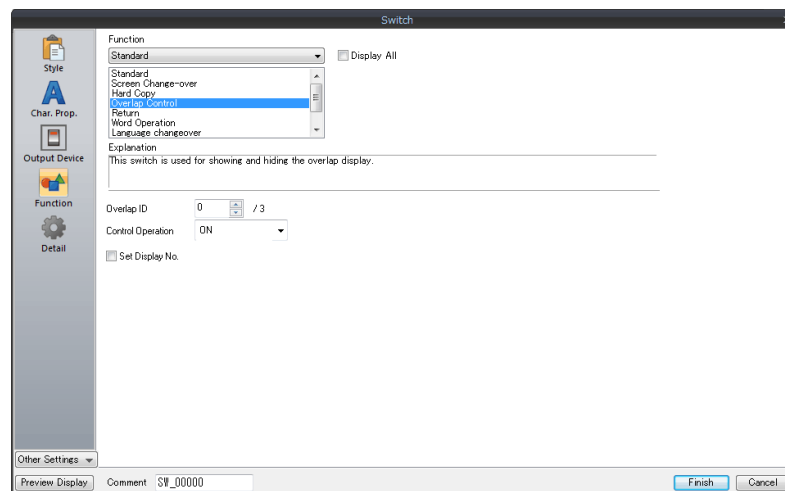 Switch
Function
Standard
Display All
Style
Standard
Screen Change-over
Hard Copy
Overlap Control
Return
Word Operation
Language changeover
Char. Prop.
Output Device
Explanation
This switch is used for showing and hiding the overlap display.
Function
Overlap ID 0 / 3
Control Operation ON
Detail
Set Display No.
Other Settings
Preview Display Comment SW_00000 Finish Cancel